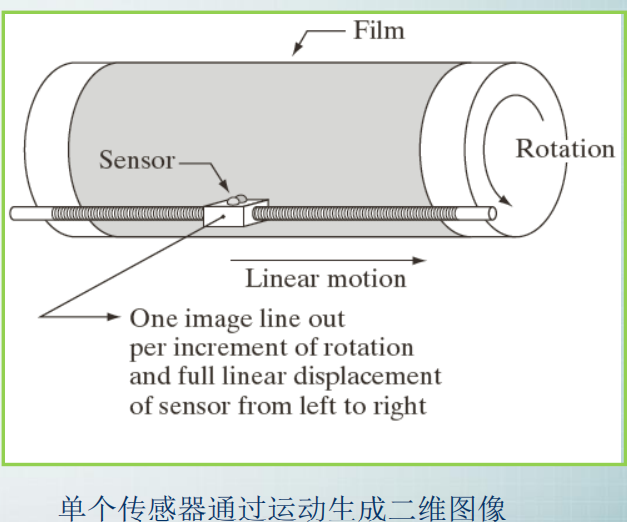 Film
Sensor
Rotation
Linear motion
One image line out
per increment of rotation
and full linear displacement
of sensor from left to right
单个传感器通过运动生成二维图像